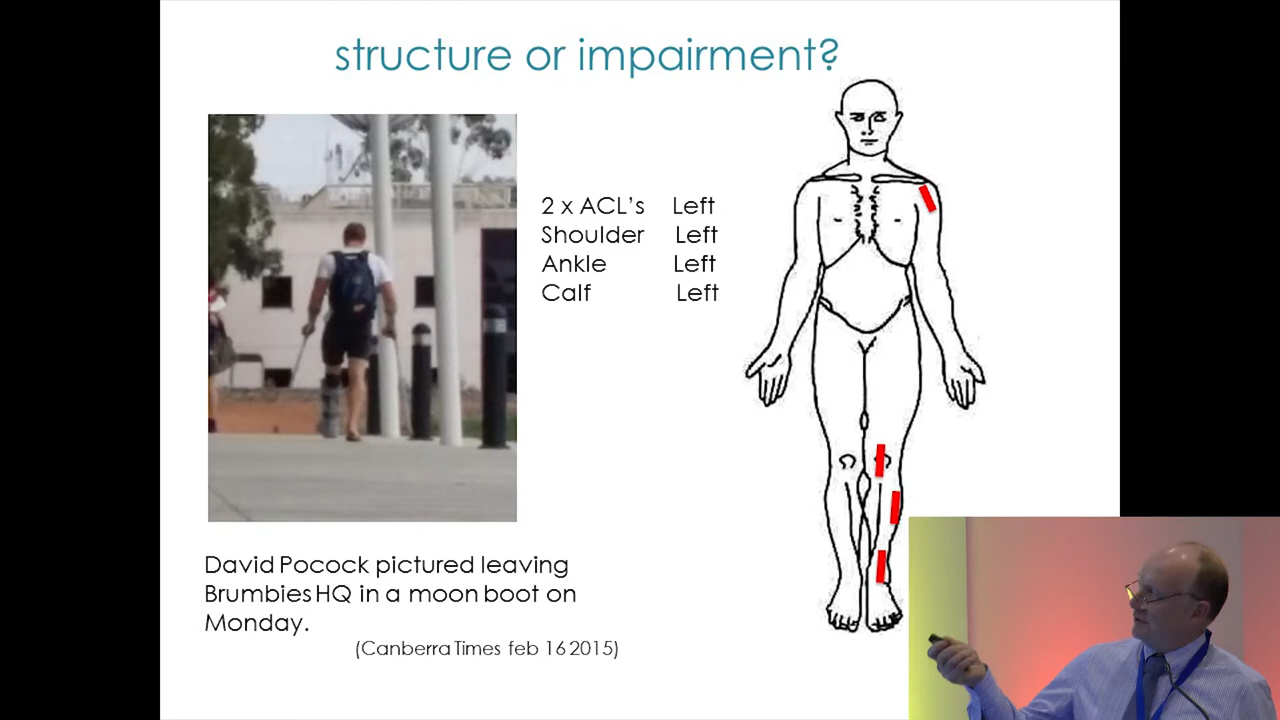 structure or impairment?
2 x ACL's Left
Shoulder Left
Ankle Left
Calf Left
David Pocock pictured leaving
Brumbies HQ in a moon boot on
Monday.
(Canberra Times feb 16 2015)